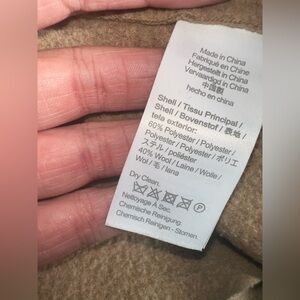 Made in China
Fabriqué en Chine
Hergestellt in China
Vervaardigd in China
中国製
hecho en china
Shell / Tissu Principal /
Shell / Bovenstof / 表地 /
tela exterior:
60% Polyester / Polyester /
Polyester / Polyester / ポリエ
ステル / poliéster
40% Wool / Laine / Wolle /
Wol / 毛 / lana
Dry Clean.
P
Nettoyage À Sec.
Chemische Reinigung.
Chemisch Reinigen - Stomen.